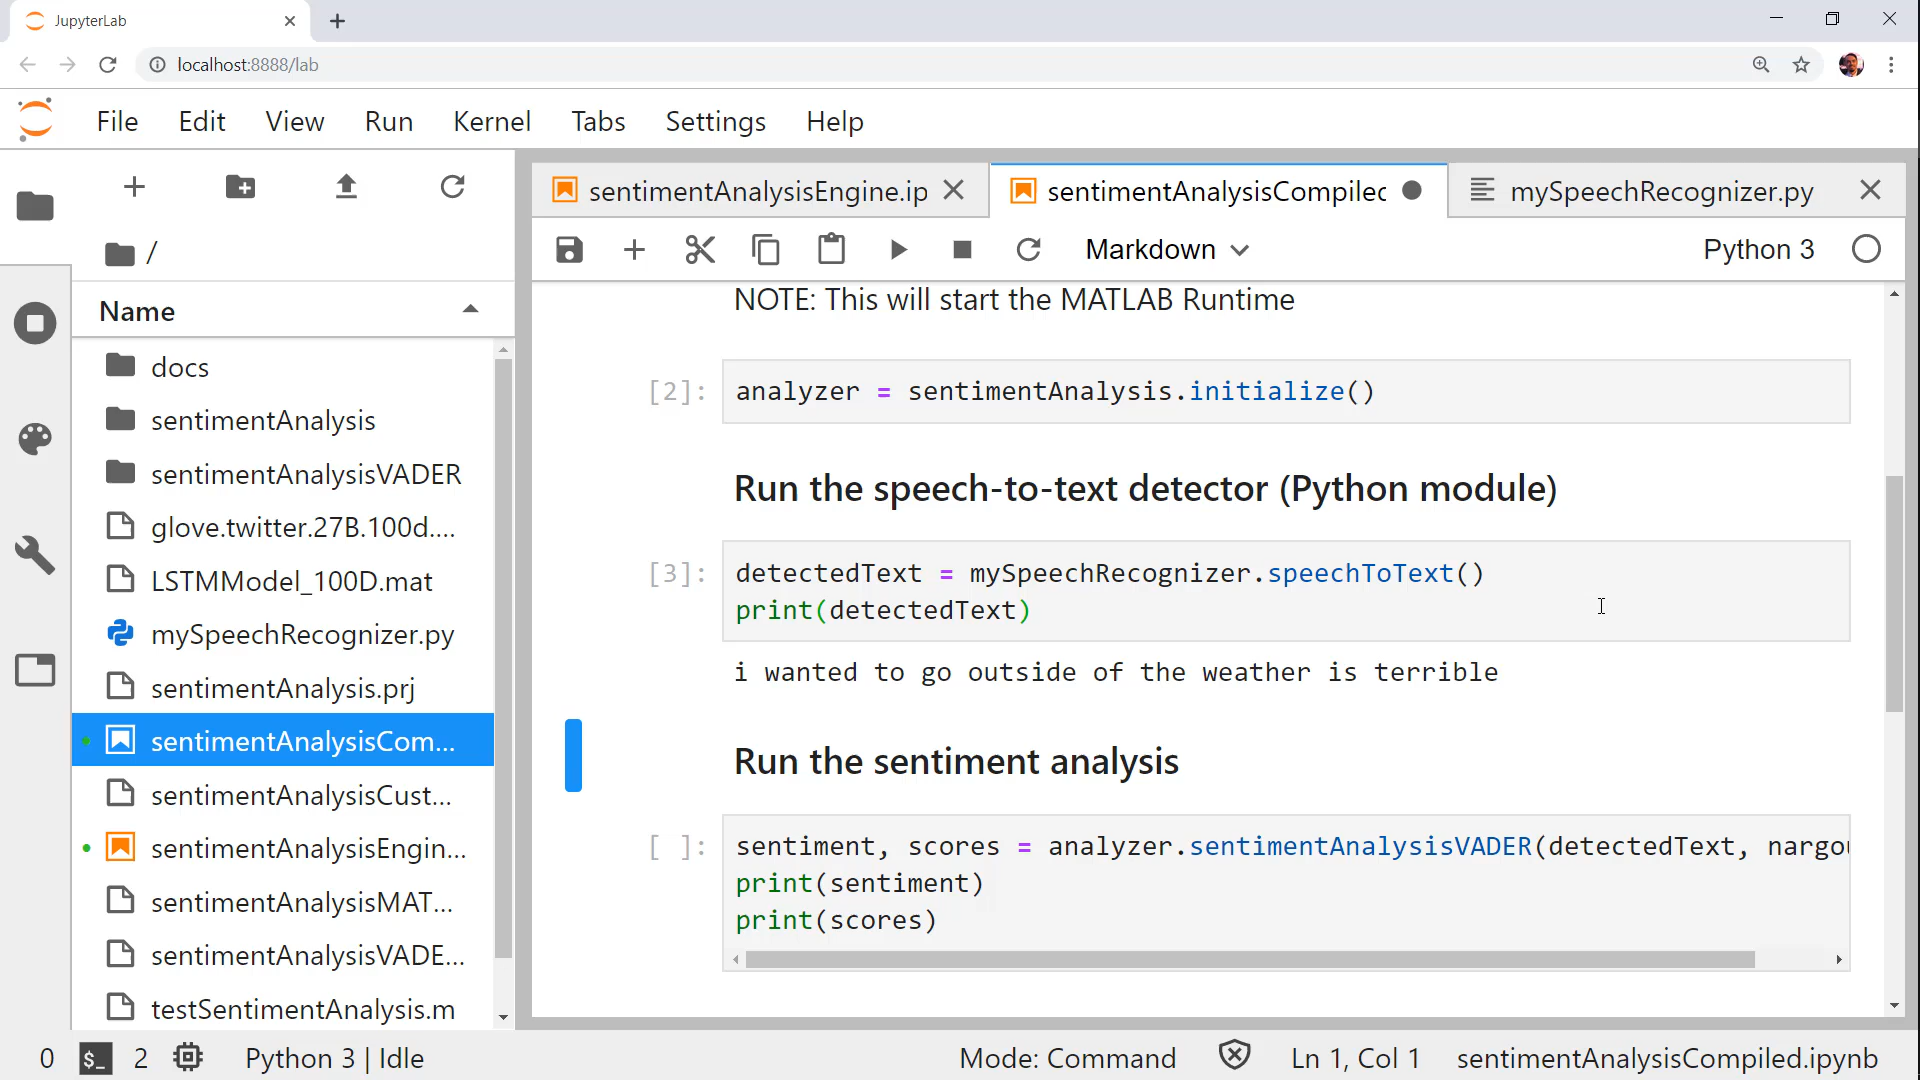 JupyterLab
localhost:8888/lab
File Edit View Run Kernel Tabs Settings Help
sentimentAnalysisEngine.ip
sentimentAnalysisCompiled
mySpeechRecognizer.py
Markdown
Python 3
/
Name
docs
sentimentAnalysis
sentimentAnalysisVADER
glove.twitter.27B.100d....
LSTMModel_100D.mat
mySpeechRecognizer.py
sentimentAnalysis.prj
sentimentAnalysisCom...
sentimentAnalysisCust...
sentimentAnalysisEngin...
sentimentAnalysisMAT...
sentimentAnalysisVADE...
testSentimentAnalysis.m
NOTE: This will start the MATLAB Runtime
[2]: analyzer = sentimentAnalysis.initialize()
Run the speech-to-text detector (Python module)
[3]: detectedText = mySpeechRecognizer.speechToText()
print(detectedText)
i wanted to go outside of the weather is terrible
Run the sentiment analysis
[ ]: sentiment, scores = analyzer.sentimentAnalysisVADER(detectedText, nargou
print(sentiment)
print(scores)
0 $_ 2 Python 3 | Idle Mode: Command Ln 1, Col 1 sentimentAnalysisCompiled.ipynb